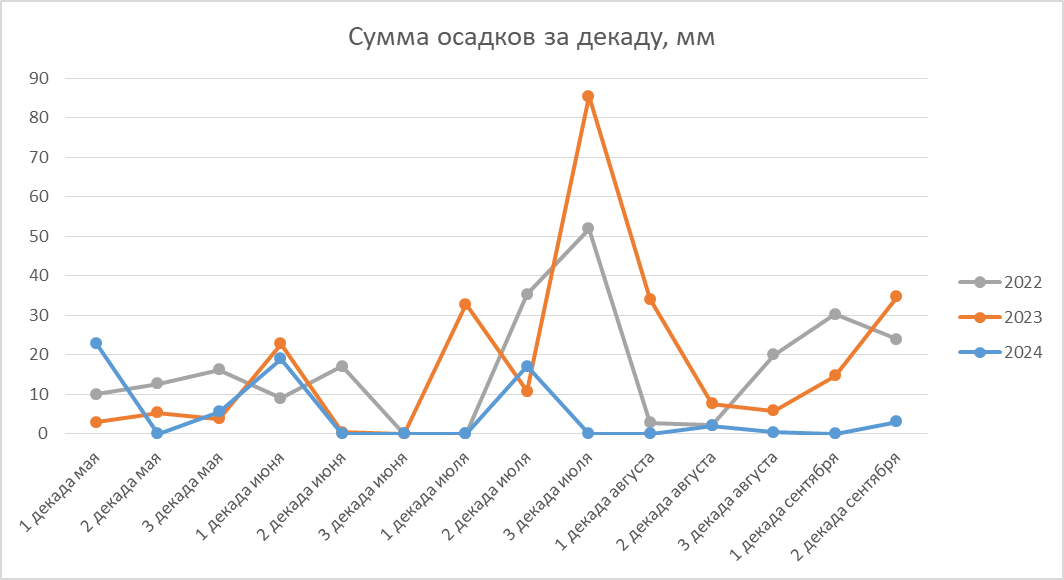 Сумма осадков за декаду, мм
90
80
70
60
50
40
30
20
10
0
1 декада мая
2 декада мая
3 декада мая
1 декада июня
2 декада июня
3 декада июня
1 декада июля
2 декада июля
3 декада июля
1 декада августа
2 декада августа
3 декада августа
1 декада сентября
2 декада сентября
2022
2023
2024